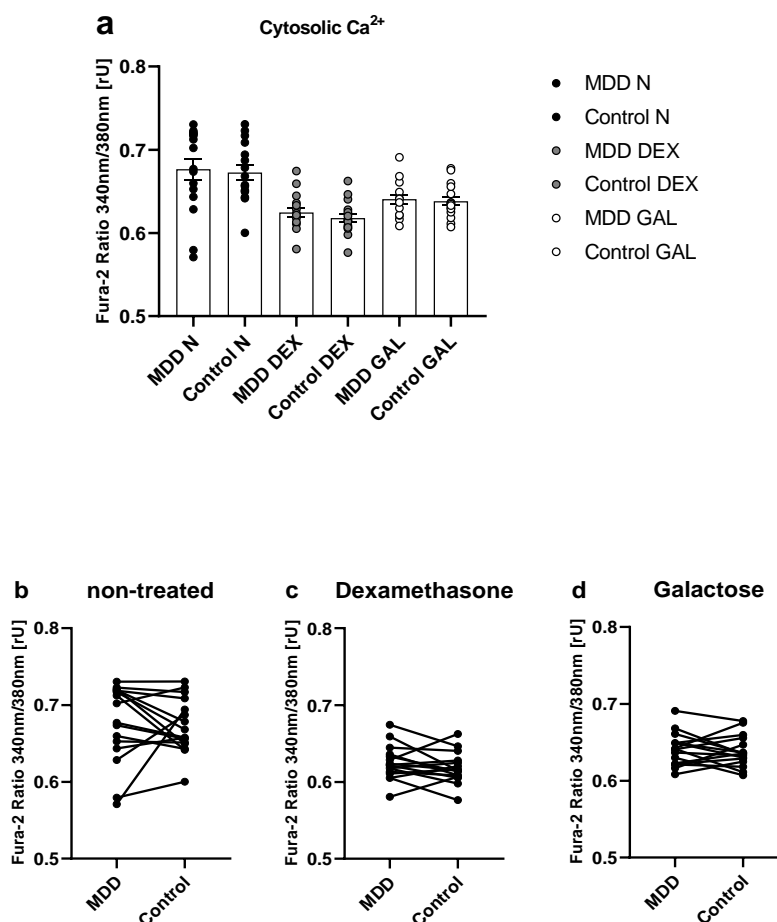 a
Cytosolic Ca²⁺
Fura-2 Ratio 340nm/380nm [rU]
0.8
0.7
0.6
0.5
MDD N
Control N
MDD DEX
Control DEX
MDD GAL
Control GAL
MDD N
Control N
MDD DEX
Control DEX
MDD GAL
Control GAL
b non-treated
Fura-2 Ratio 340nm/380nm [rU]
0.8
0.7
0.6
0.5
MDD
Control
c Dexamethasone
Fura-2 Ratio 340nm/380nm [rU]
0.8
0.7
0.6
0.5
MDD
Control
d Galactose
Fura-2 Ratio 340nm/380nm [rU]
0.8
0.7
0.6
0.5
MDD
Control